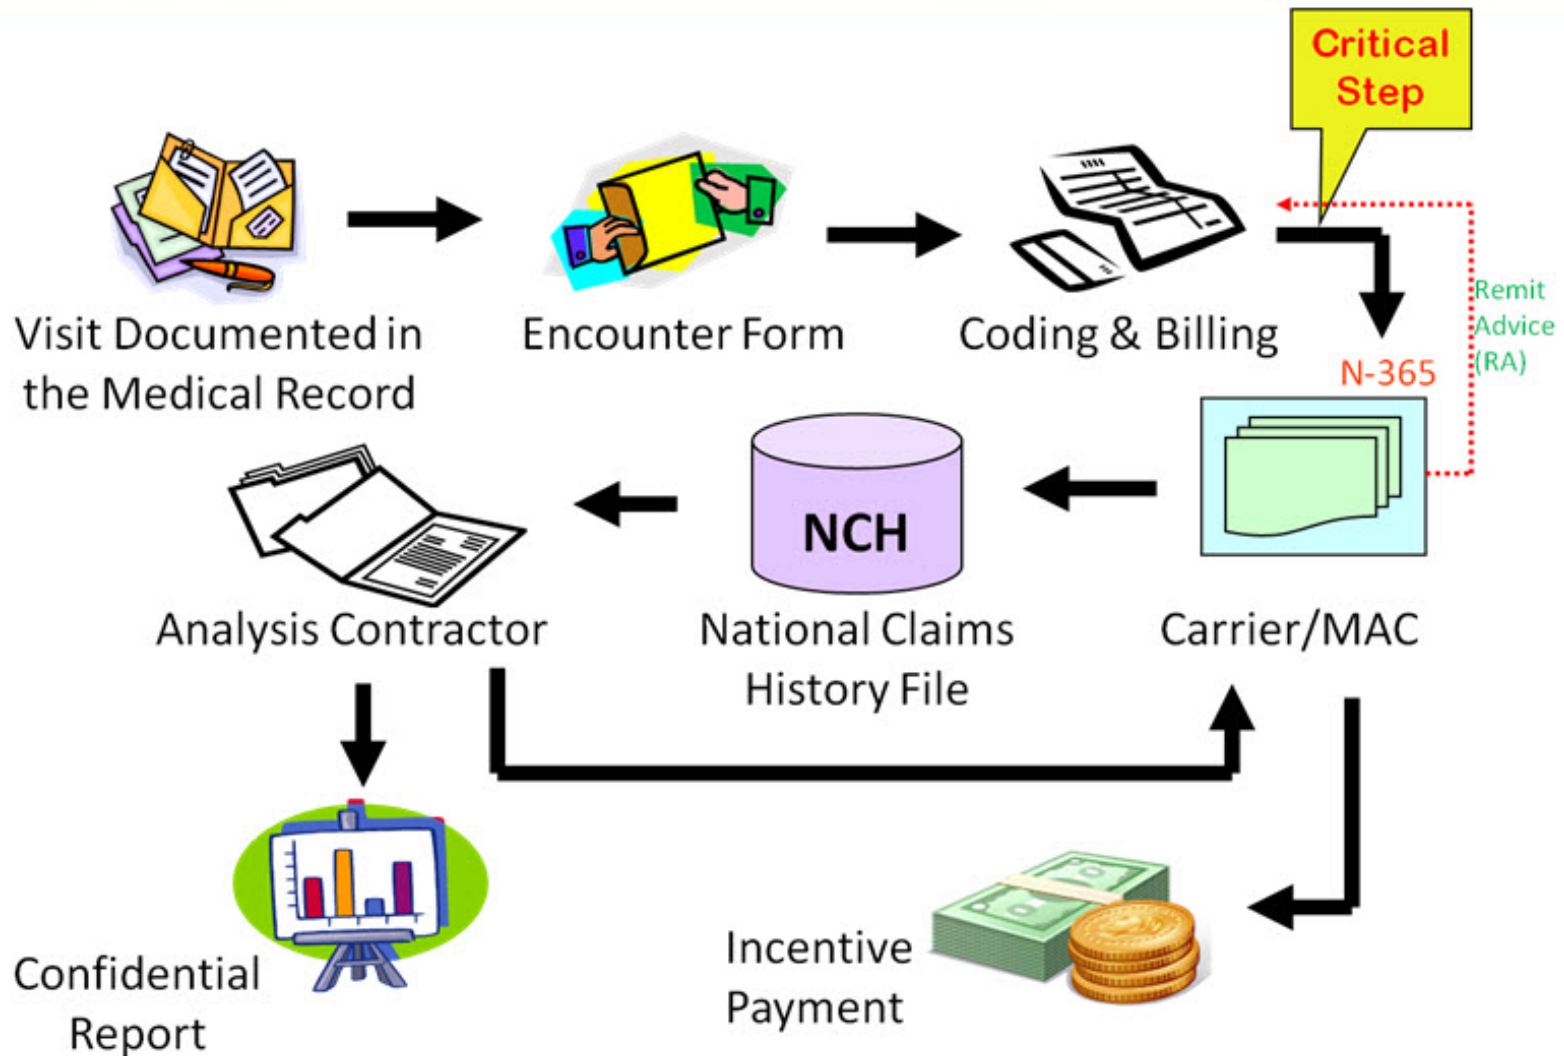 Critical
Step
Visit Documented in
the Medical Record
Encounter Form
Coding & Billing
Remit
Advice
(RA)
N-365
Analysis Contractor
NCH
National Claims
History File
Carrier/MAC
Confidential
Report
Incentive
Payment